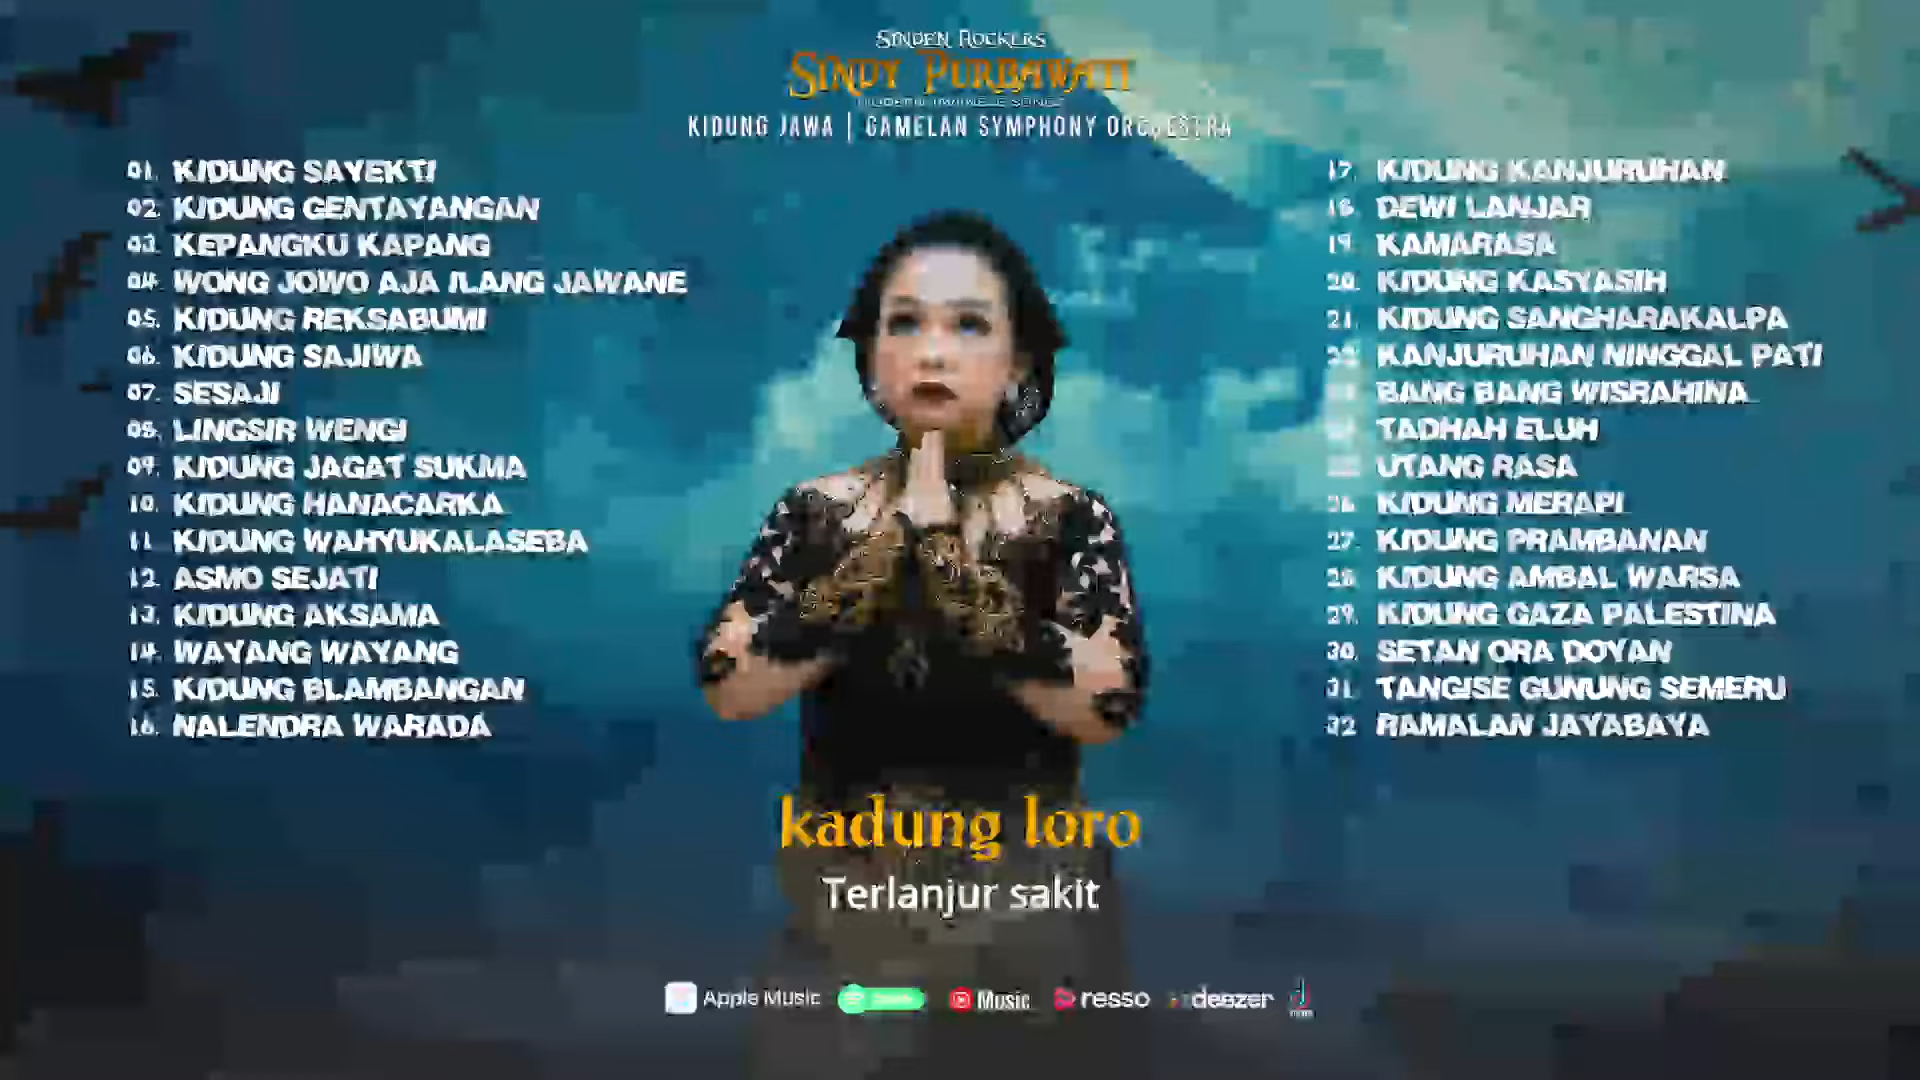 SINDEN ROCKERS
SINDY PURBAWATI
KIDUNG JAWA | GAMELAN SYMPHONY ORCHESTRA
01. KIDUNG SAYEKTI
02. KIDUNG GENTAYANGAN
03. KEPANGKU KAPANG
04. WONG JOWO AJA ILANG JAWANE
05. KIDUNG REKSABUMI
06. KIDUNG SAJIWA
07. SESAJI
08. LINGSIR WENGI
09. KIDUNG JAGAT SUKMA
10. KIDUNG HANACARKA
11. KIDUNG WAHYUKALASEBA
12. ASMO SEJATI
13. KIDUNG AKSAMA
14. WAYANG WAYANG
15. KIDUNG BLAMBANGAN
16. NALENDRA WARADA
17. KIDUNG KANJURUHAN
18. DEWI LANJAR
19. KAMARASA
20. KIDUNG KASYASIH
21. KIDUNG SANGHARAKALPA
22. KANJURUHAN NINGGAL PATI
BANG BANG WISRAHINA
TADHAH ELUH
UTANG RASA
26. KIDUNG MERAPI
27. KIDUNG PRAMBANAN
28. KIDUNG AMBAL WARSA
29. KIDUNG GAZA PALESTINA
30. SETAN ORA DOYAN
31. TANGISE GUNUNG SEMERU
32 RAMALAN JAYABAYA
kadung loro
Terlanjur sakit
Apple Music
Music
resso
deezer